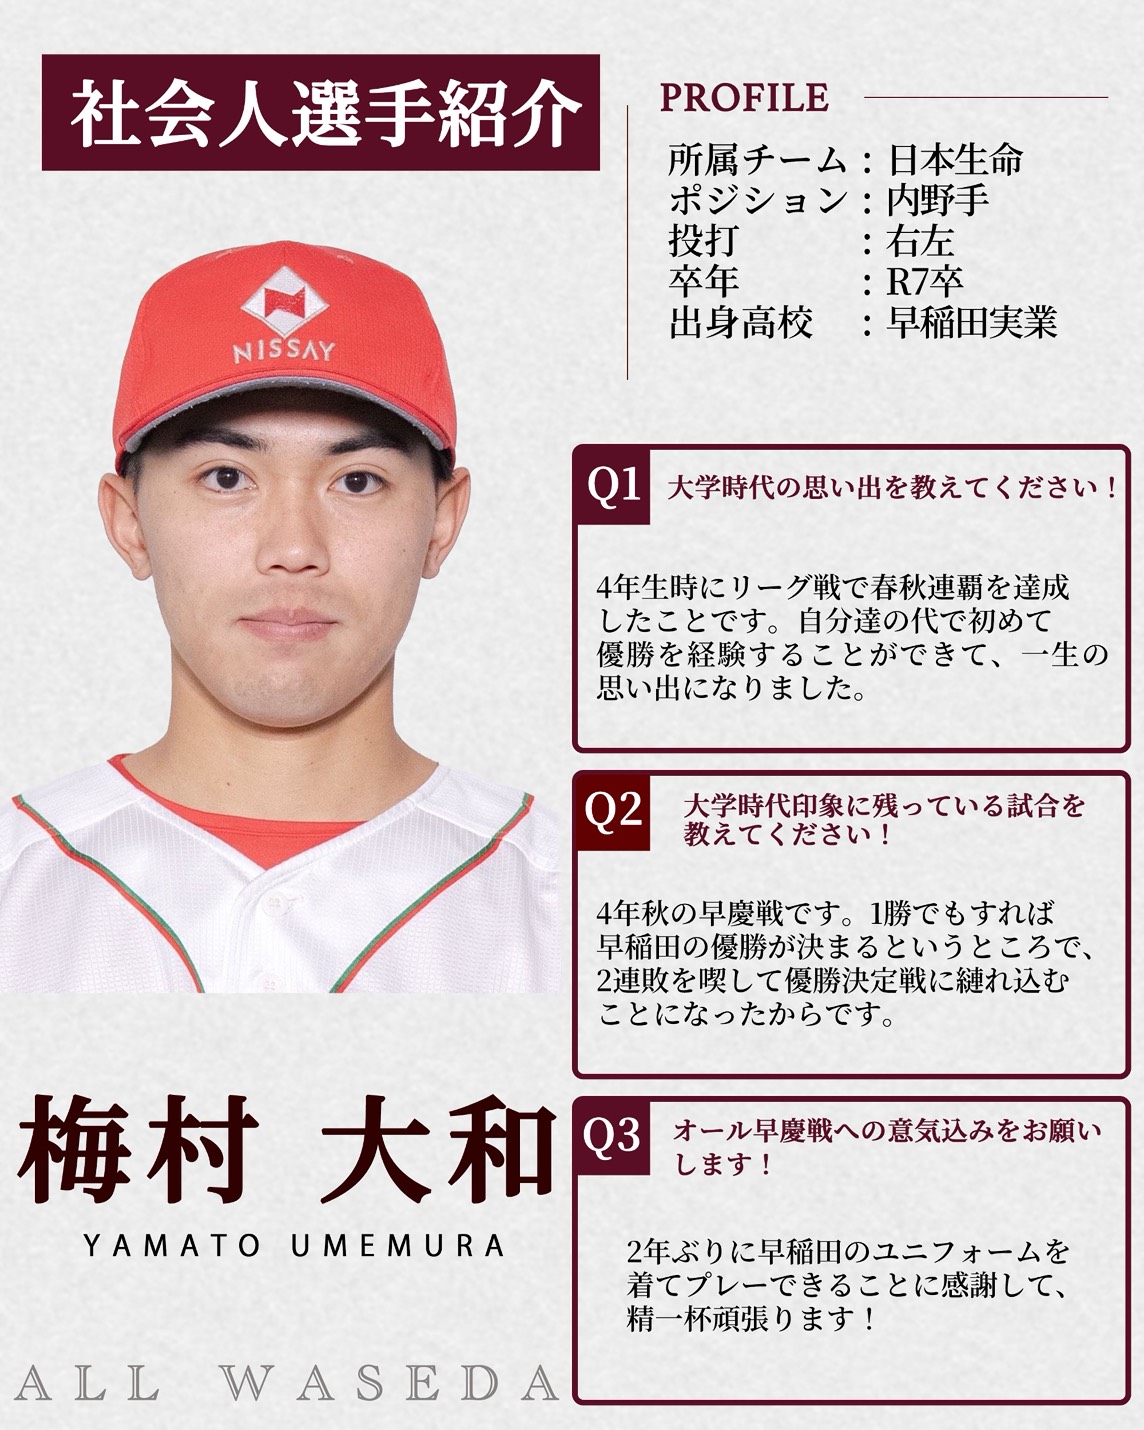 社会人選手紹介
PROFILE
所属チーム：日本生命
ポジション：内野手
投打：右左
卒年：R7卒
出身高校：早稲田実業
NISSAY
Q1 大学時代の思い出を教えてください！
4年生時にリーグ戦で春秋連覇を達成
したことです。自分達の代で初めて
優勝を経験することができて、一生の
思い出になりました。
Q2 大学時代印象に残っている試合を
教えてください！
4年秋の早慶戦です。1勝でもすれば
早稲田の優勝が決まるというところで、
2連敗を喫して優勝決定戦に縺れ込む
ことになったからです。
Q3 オール早慶戦への意気込みをお願い
します！
2年ぶりに早稲田のユニフォームを
着てプレーできることに感謝して、
精一杯頑張ります！
梅村 大和
YAMATO UMEMURA
ALL WASEDA